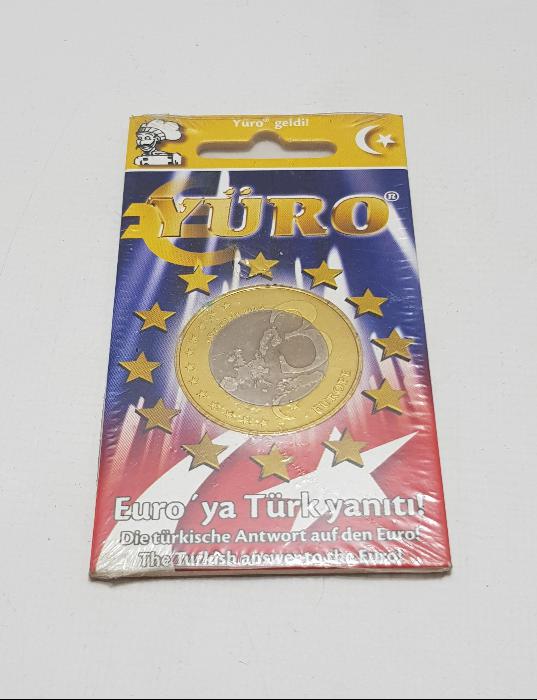 Yüro® geldi!
YÜRO®
EUROPE
Euro'ya Türk yanıtı!
Die türkische Antwort auf den Euro!
The Turkish answer to the Euro!